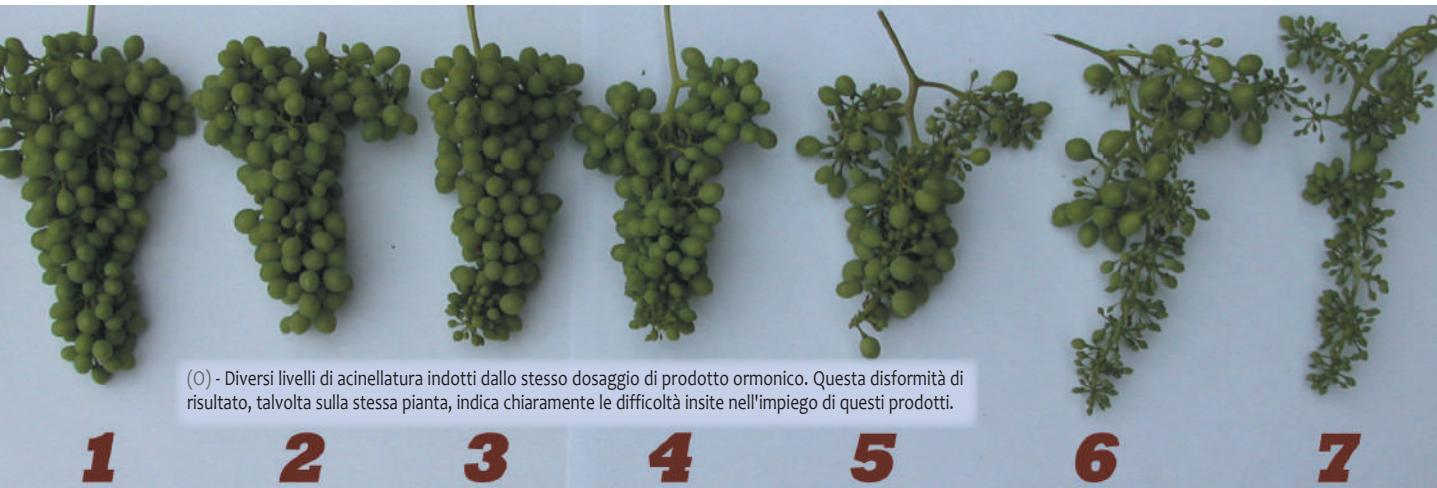 (O) - Diversi livelli di acinellatura indotti dallo stesso dosaggio di prodotto ormonico. Questa disformità di
risultato, talvolta sulla stessa pianta, indica chiaramente le difficoltà insite nell'impiego di questi prodotti.
1 2 3 4 5 6 7